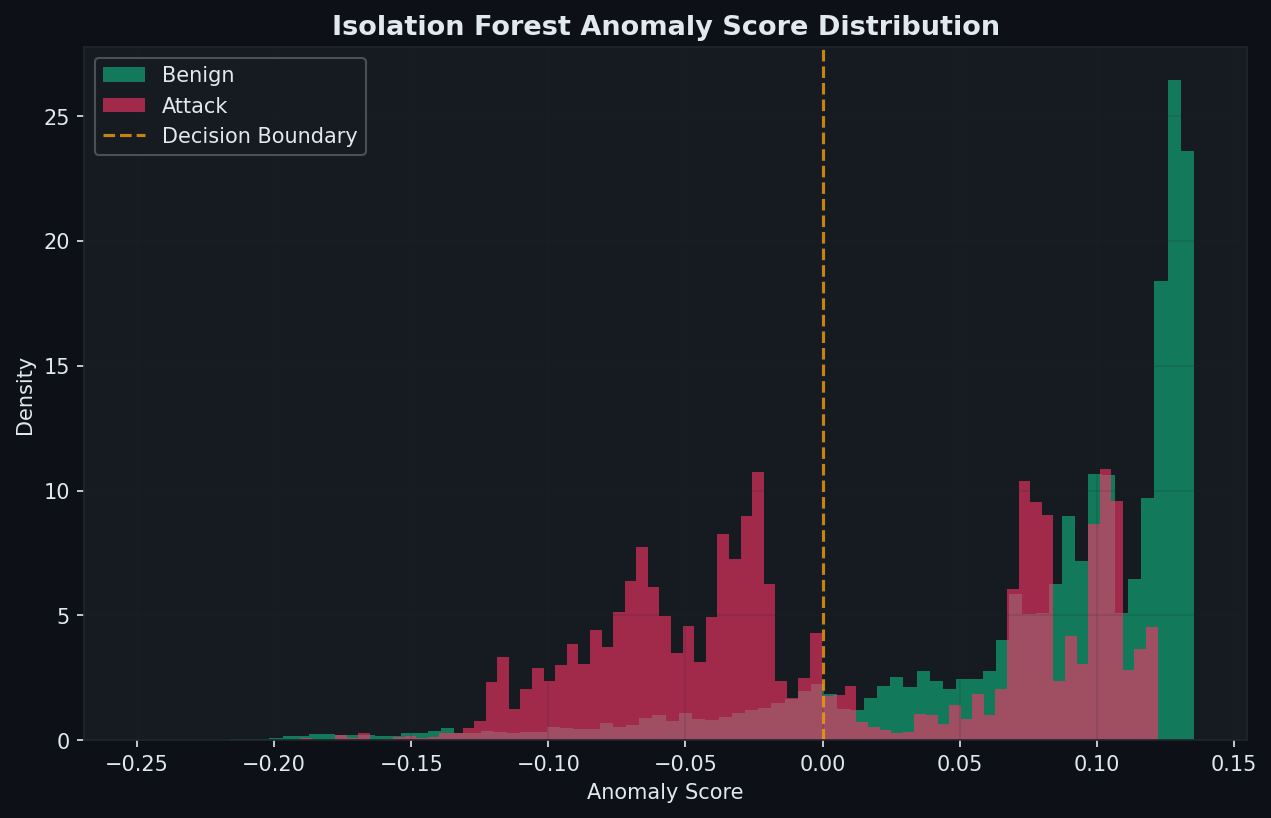 Isolation Forest Anomaly Score Distribution
Benign
Attack
Decision Boundary
25
20
15
10
5
0
Density
−0.25
−0.20
−0.15
−0.10
−0.05
0.00
0.05
0.10
0.15
Anomaly Score